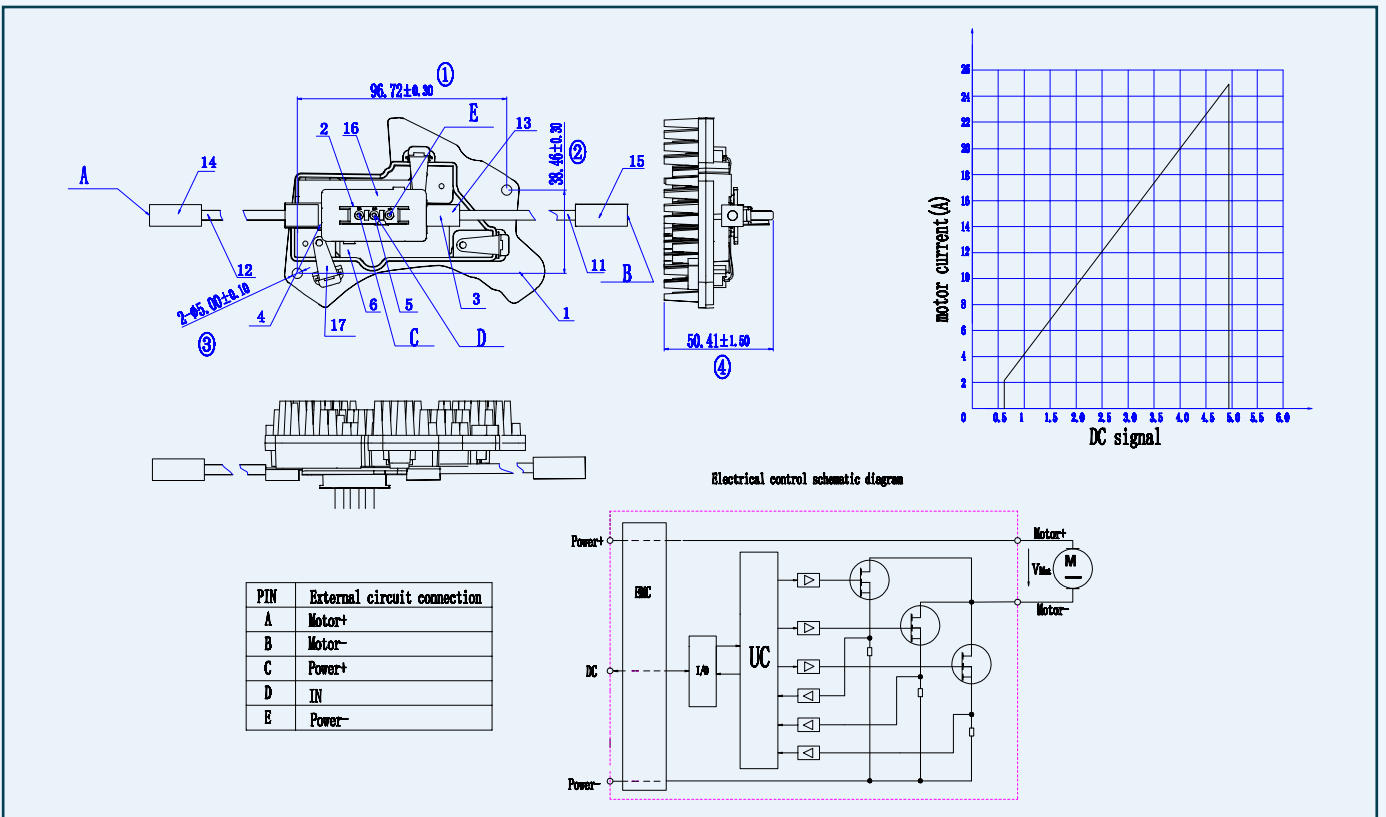 ①
96.72±0.30
E
2
16
13
38.46±0.30
②
A
14
15
12
11
B
2-Φ5.00±0.10
③
4
17
6
5
3
1
C
D
50.41±1.50
④
motor current(A)
26
24
22
20
18
16
14
12
10
8
6
4
2
0
0.5 1 1.5 2.0 2.5 3.0 3.5 4.0 4.5 5.0 5.5 6.0
DC signal
Electrical control schematic diagram
Power+
Motor+
EMC
M
Motor-
UC
DC
I/O
Power-
PIN External circuit connection
A Motor+
B Motor-
C Power+
D IN
E Power-